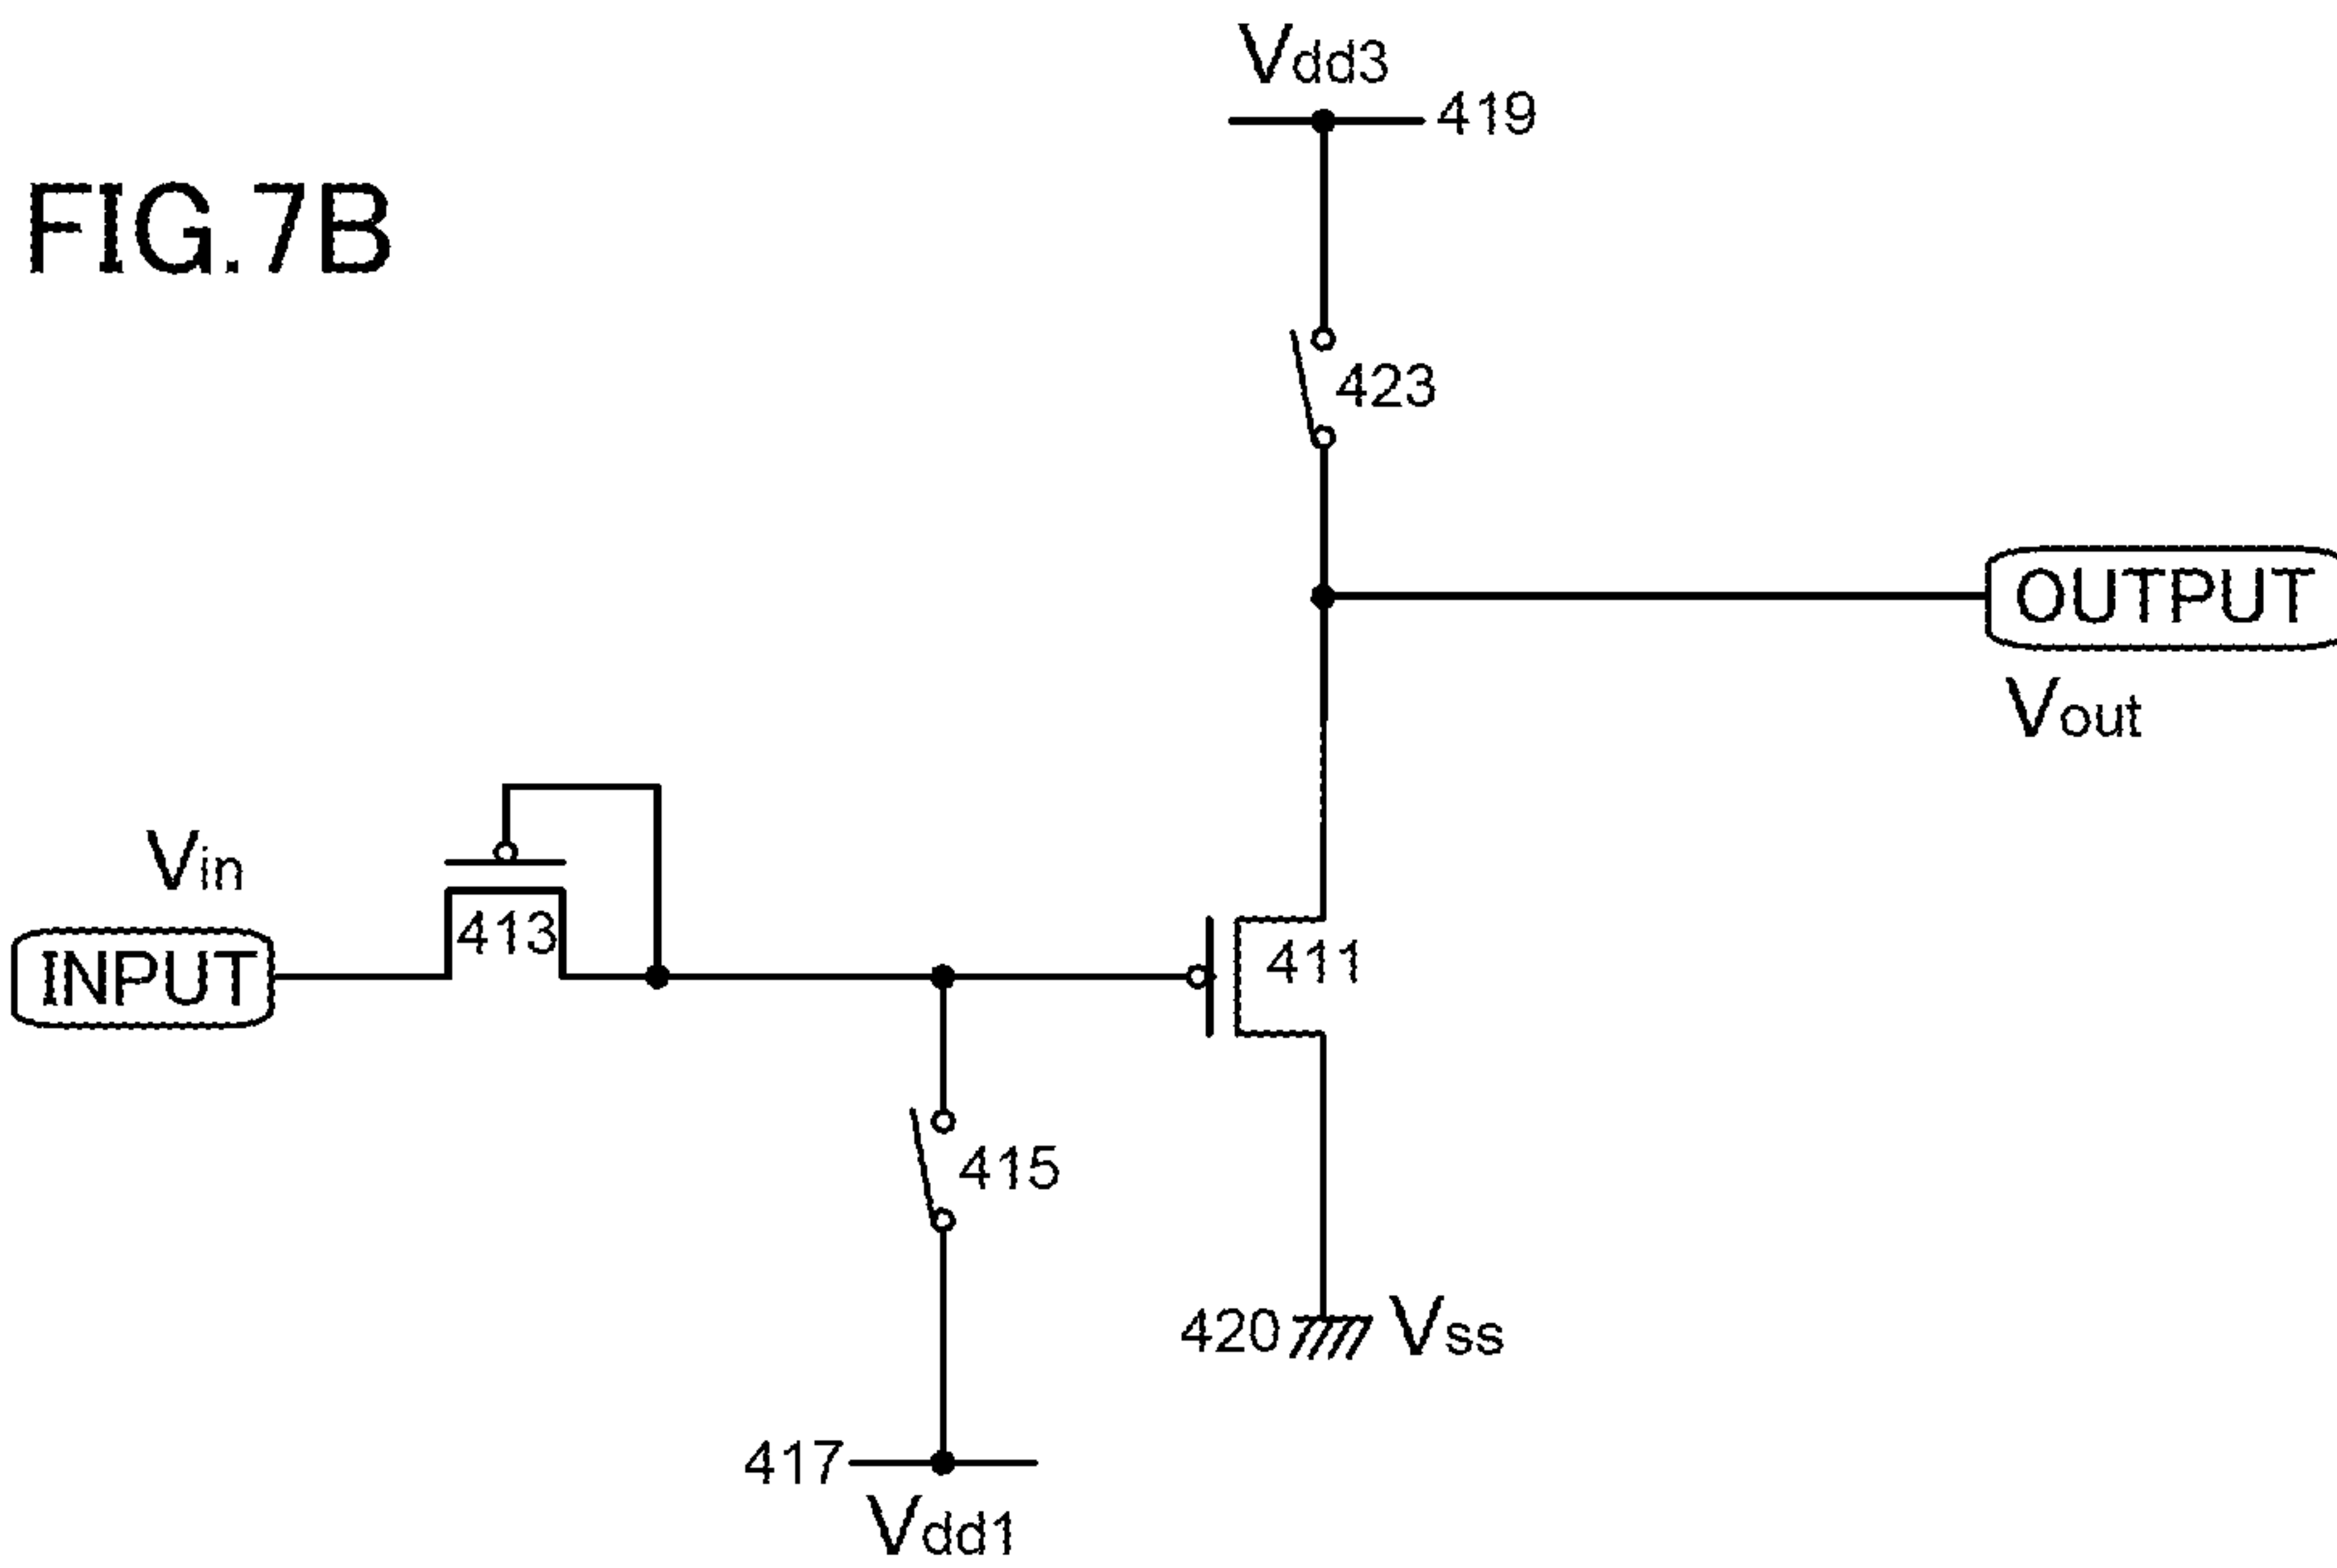 Vdd3
419
FIG.7B
423
OUTPUT
Vout
Vin
413
INPUT
411
415
420
Vss
417
Vdd1